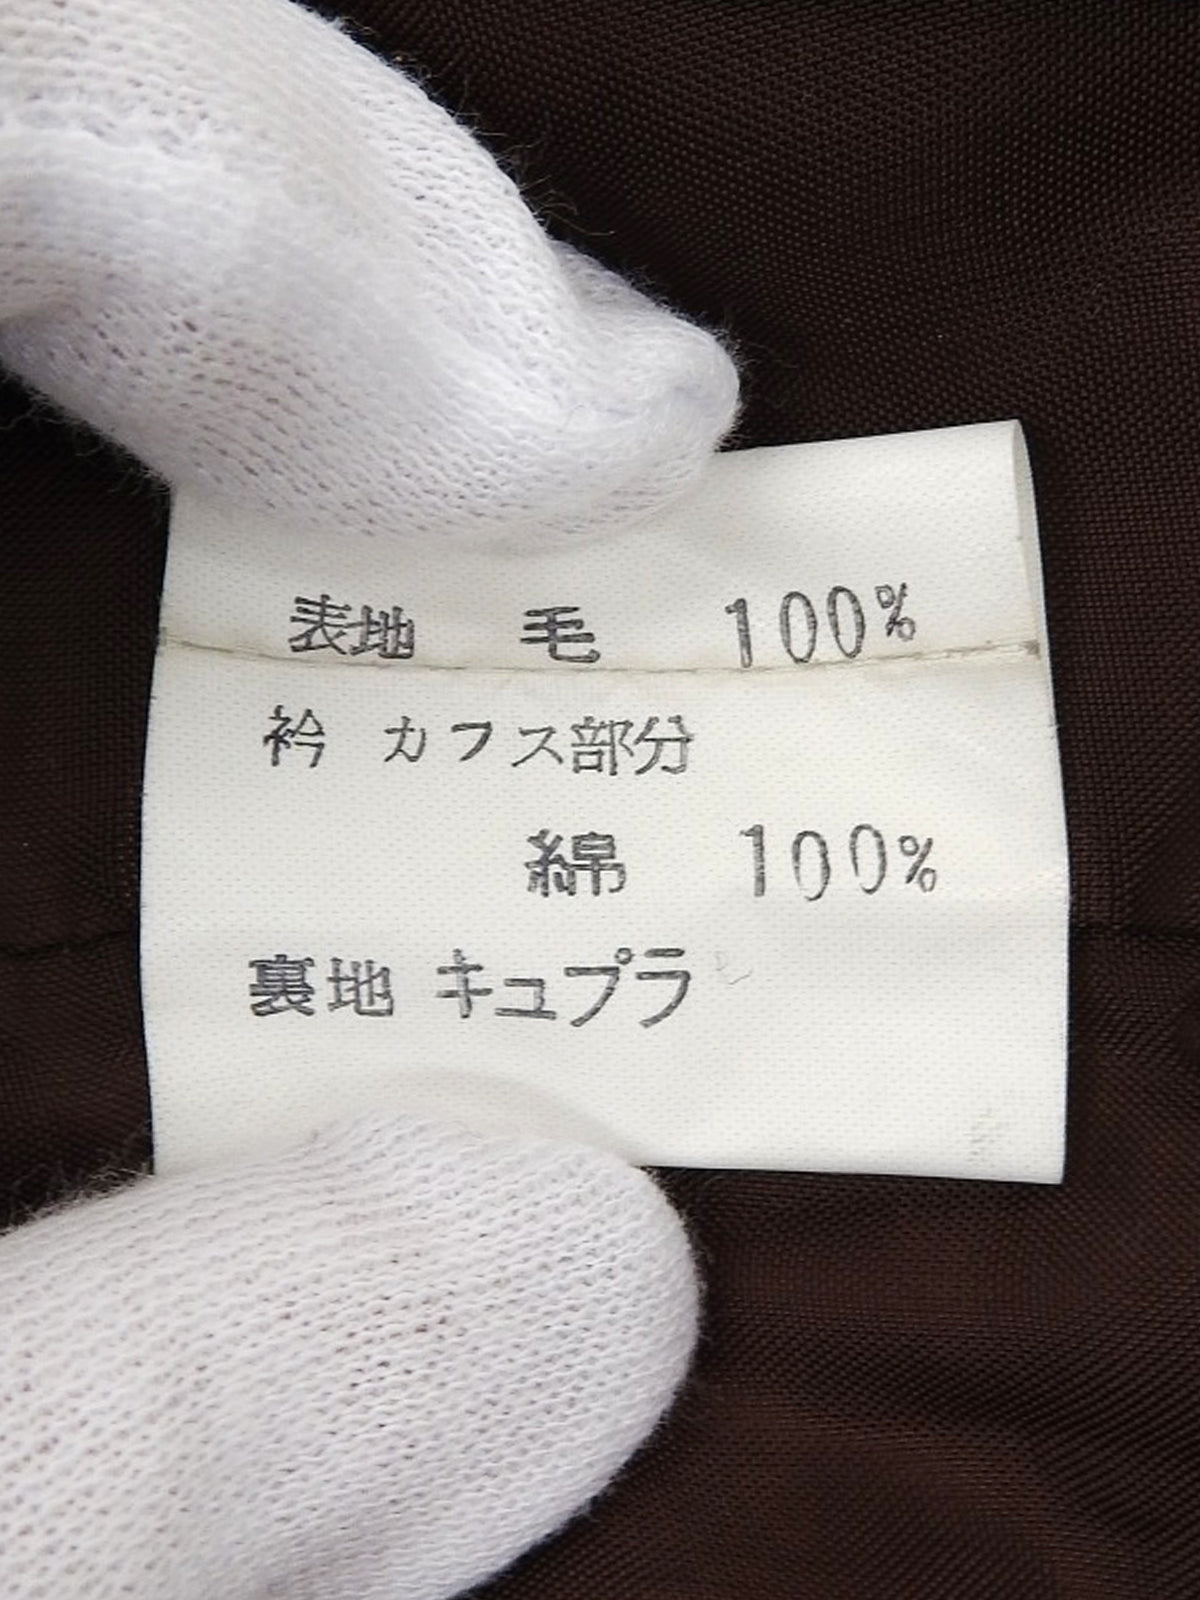 表地 毛 100%
衿 カフス部分
綿 100%
裏地 キュプラ